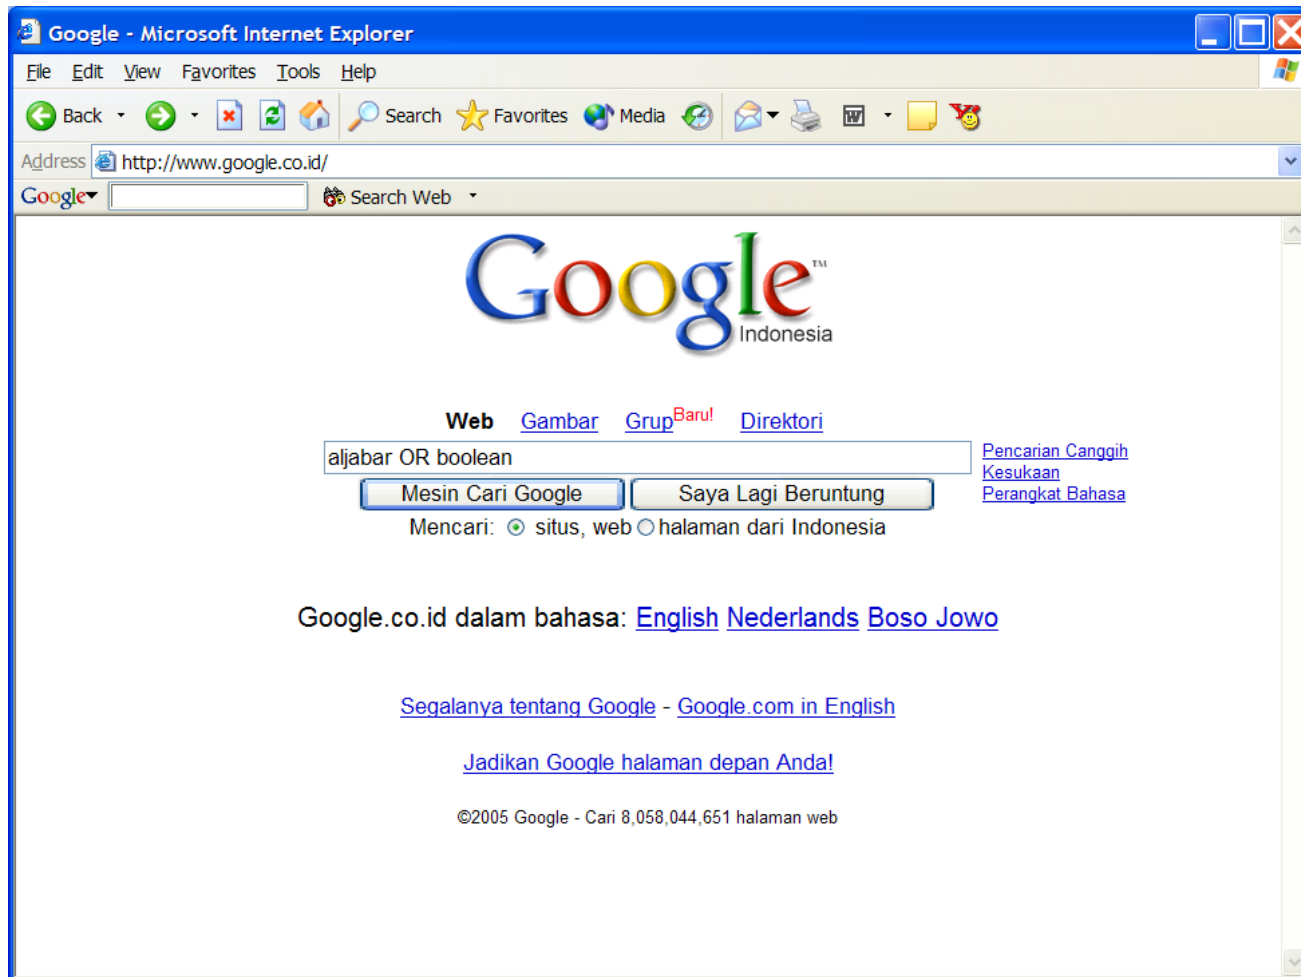 Google - Microsoft Internet Explorer
File Edit View Favorites Tools Help
Back Search Favorites Media
Address http://www.google.co.id/
Google Search Web
Google™
Indonesia
Web Gambar Grup Baru! Direktori
aljabar OR boolean
Pencarian Canggih
Kesukaan
Perangkat Bahasa
Mesin Cari Google Saya Lagi Beruntung
Mencari: situs, web halaman dari Indonesia
Google.co.id dalam bahasa: English Nederlands Boso Jowo
Segalanya tentang Google - Google.com in English
Jadikan Google halaman depan Anda!
©2005 Google - Cari 8,058,044,651 halaman web